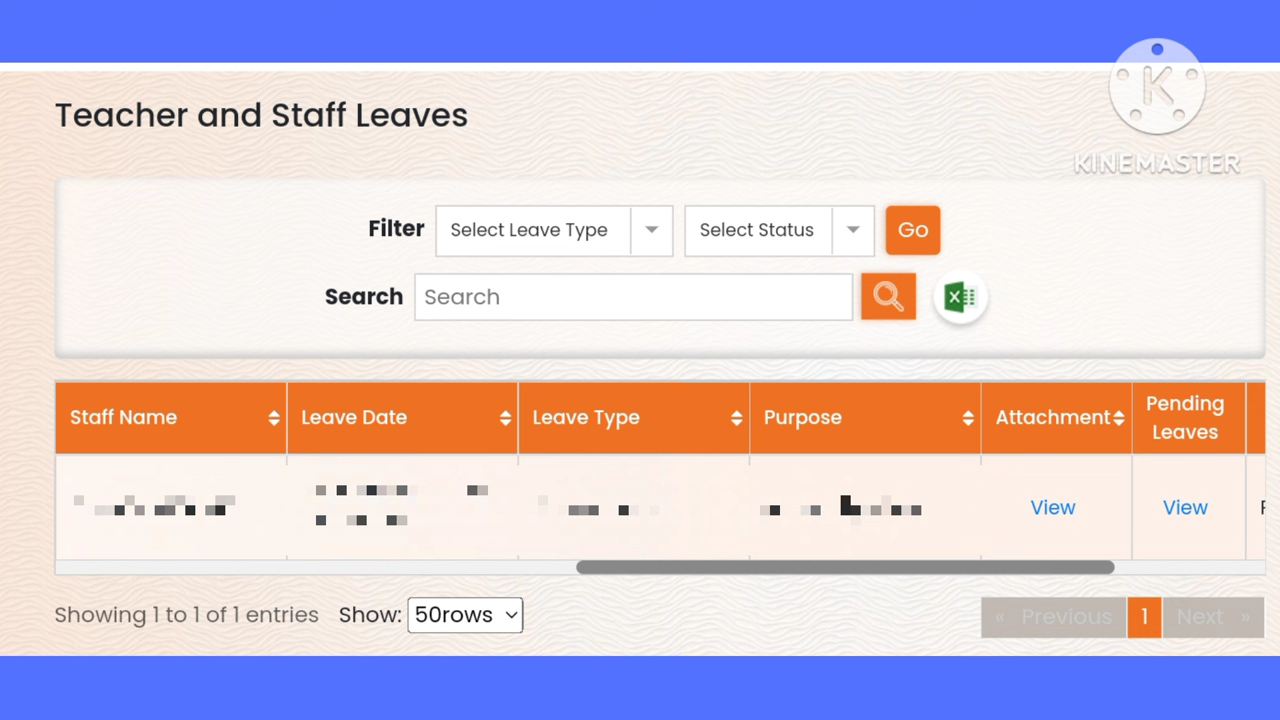 KINEMASTER
Teacher and Staff Leaves
Filter Select Leave Type Select Status Go
Search Search
Staff Name Leave Date Leave Type Purpose Attachment Pending Leaves
View View
Showing 1 to 1 of 1 entries Show: 50rows « Previous 1 Next »